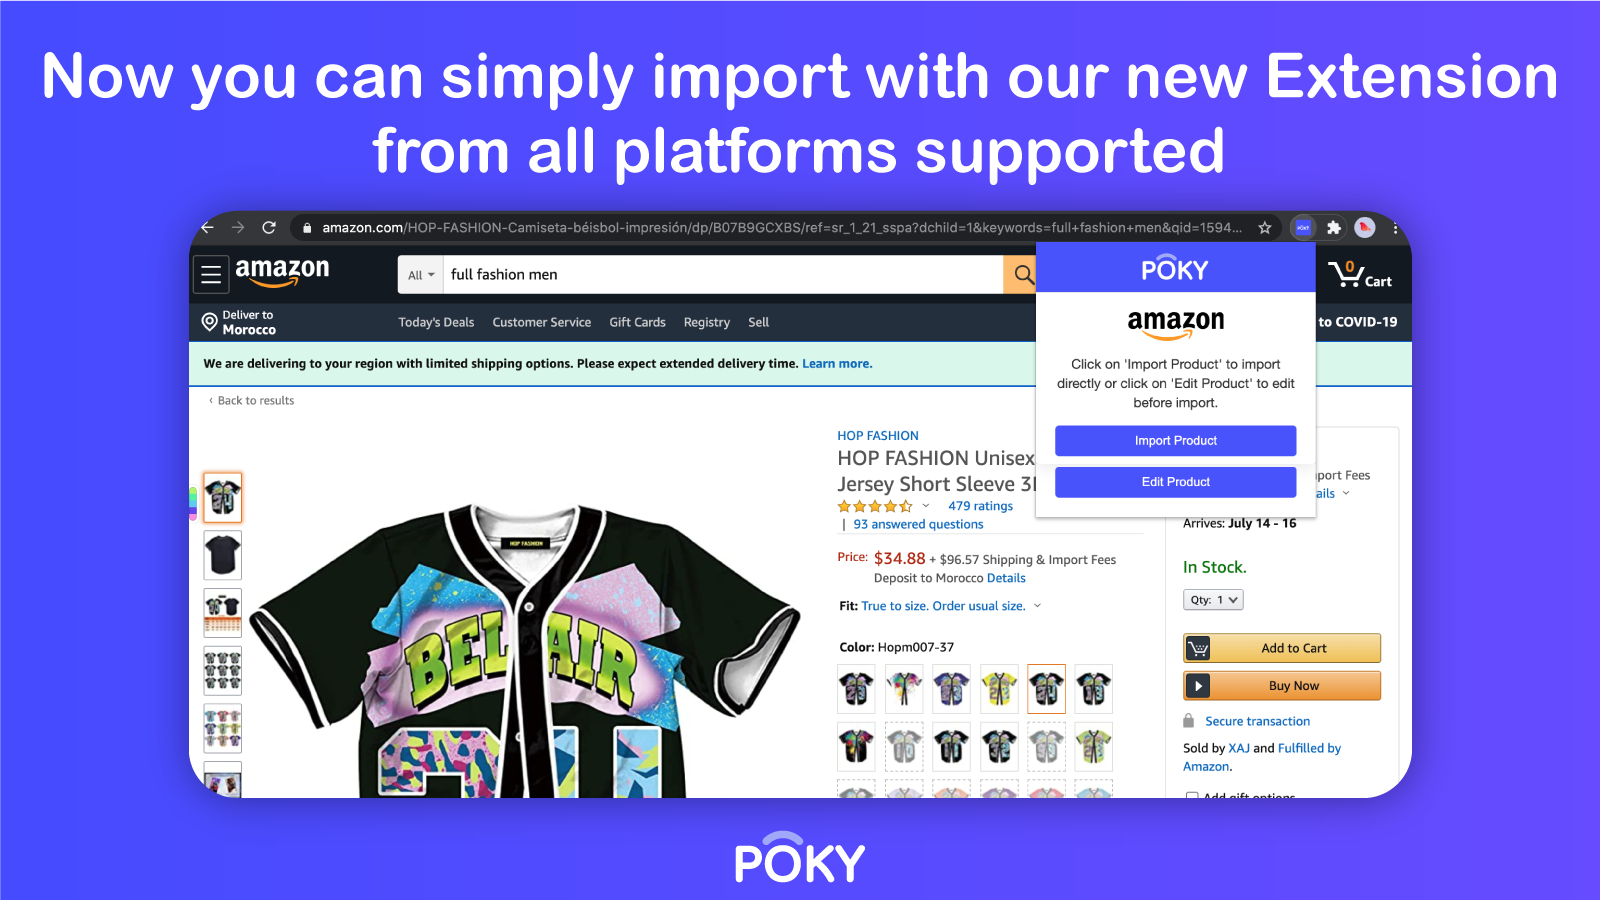 Now you can simply import with our new Extension
from all platforms supported
amazon.com/HOP-FASHION-Camiseta-béisbol-impresión/dp/B07B9GCXBS/ref=sr_1_21_sspa?dchild=1&keywords=full+fashion+men&qid=1594...
POKY
amazon
All
full fashion men
0
Cart
POKY
Deliver to
Morocco
Today's Deals
Customer Service
Gift Cards
Registry
Sell
to COVID-19
amazon
We are delivering to your region with limited shipping options. Please expect extended delivery time. Learn more.
Click on 'Import Product' to import
directly or click on 'Edit Product' to edit
before import.
Import Product
Edit Product
‹ Back to results
HOP FASHION
HOP FASHION Unisex
Jersey Short Sleeve 3
479 ratings
| 93 answered questions
Price: $34.88 + $96.57 Shipping & Import Fees
Deposit to Morocco Details
Fit: True to size. Order usual size.
Color: Hopm007-37
HOP FASHION
BEL AIR
port Fees
ails
Arrives: July 14 - 16
In Stock.
Qty: 1
Add to Cart
Buy Now
Secure transaction
Sold by XAJ and Fulfilled by
Amazon.
Add gift options
POKY